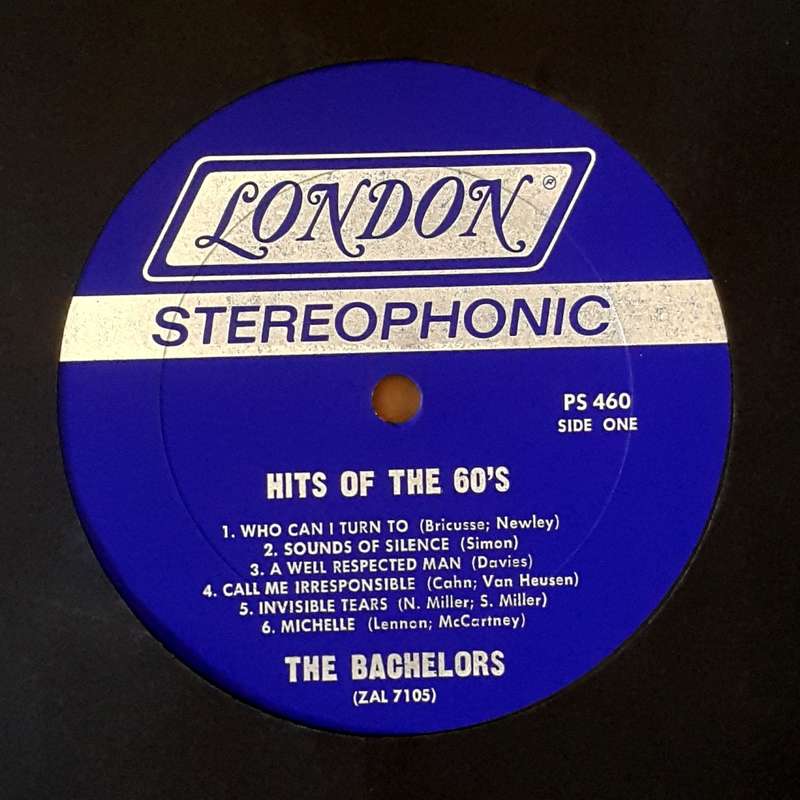 LONDON ®
STEREOPHONIC
PS 460
SIDE ONE
HITS OF THE 60'S
1. WHO CAN I TURN TO (Bricusse; Newley)
2. SOUNDS OF SILENCE (Simon)
3. A WELL RESPECTED MAN (Davies)
4. CALL ME IRRESPONSIBLE (Cahn; Van Heusen)
5. INVISIBLE TEARS (N. Miller; S. Miller)
6. MICHELLE (Lennon; McCartney)
THE BACHELORS
(ZAL 7105)